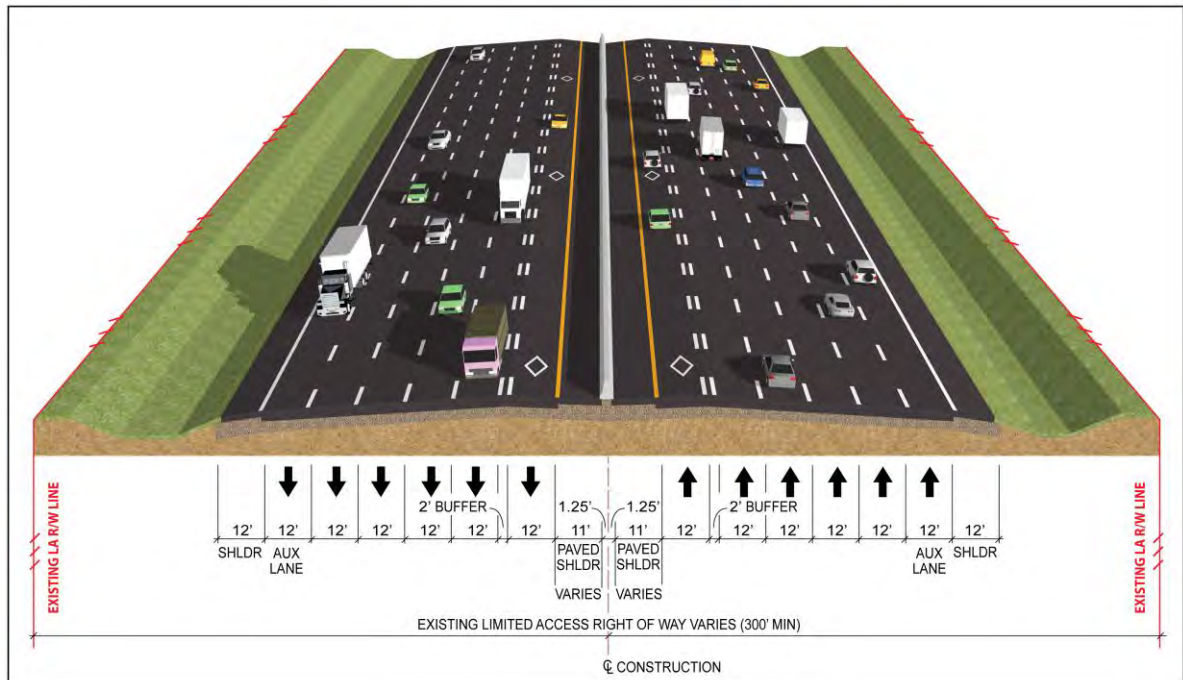 2' BUFFER 1.25' 1.25' 2' BUFFER
12' 12' 12' 12' 12' 12' 12' 11' 11' 12' 12' 12' 12' 12' 12' 12'
SHLDR AUX LANE PAVED SHLDR PAVED SHLDR AUX LANE SHLDR
VARIES VARIES
EXISTING LA R/W LINE
EXISTING LA R/W LINE
EXISTING LIMITED ACCESS RIGHT OF WAY VARIES (300' MIN)
℄ CONSTRUCTION